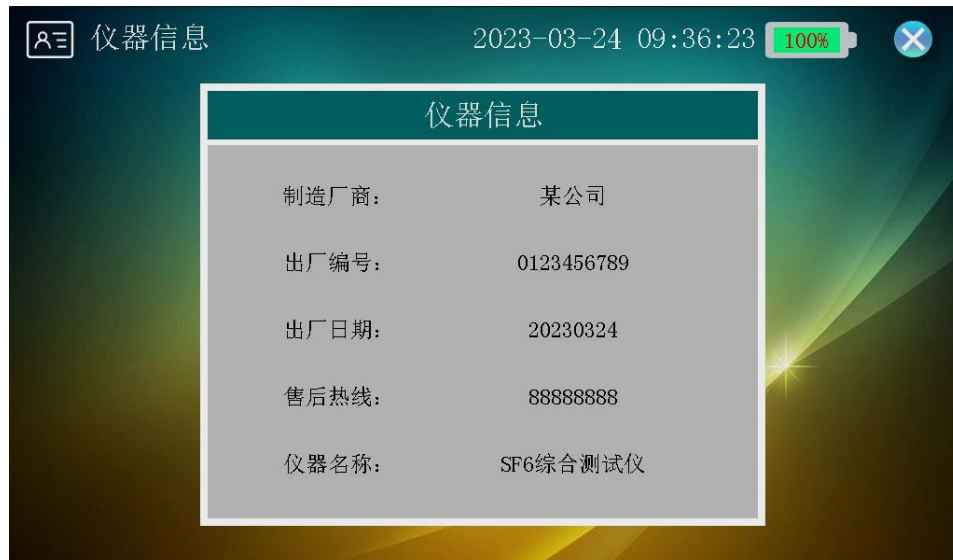 仪器信息 2023-03-24 09:36:23 100%
仪器信息
制造厂商: 某公司
出厂编号: 0123456789
出厂日期: 20230324
售后热线: 88888888
仪器名称: SF6综合测试仪